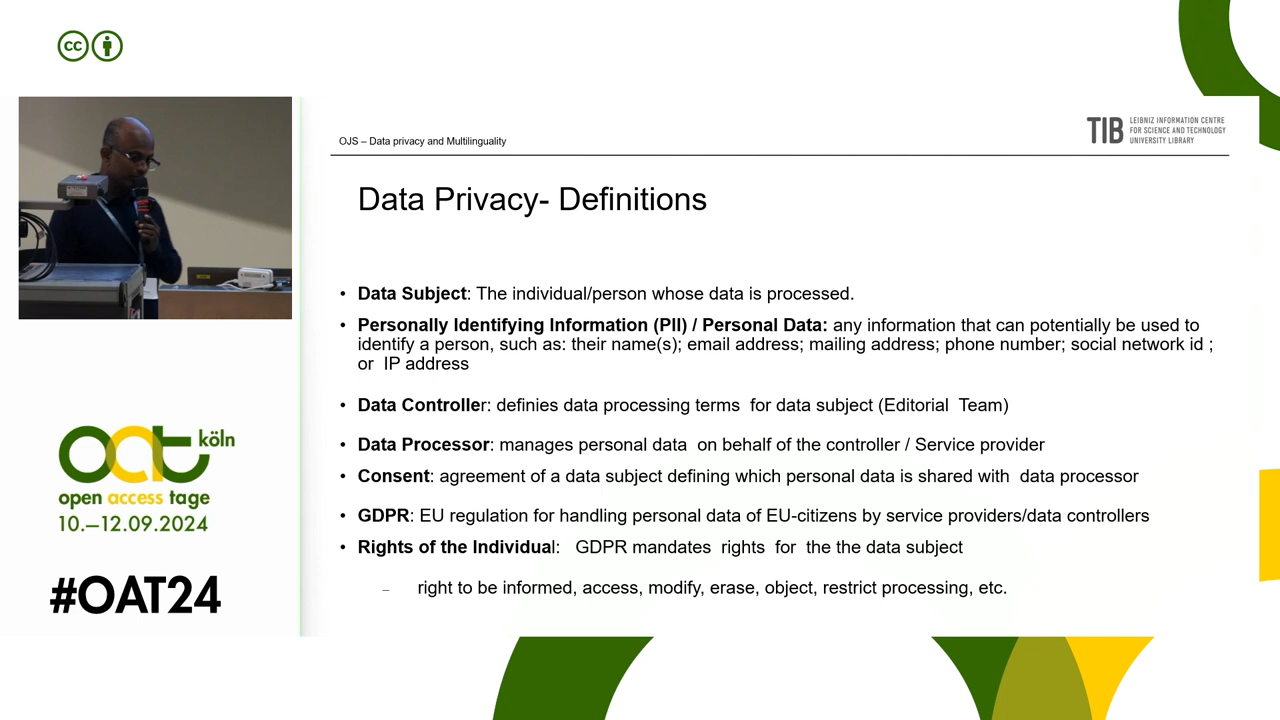 cc
OJS – Data privacy and Multilinguality
TIB LEIBNIZ INFORMATION CENTRE
FOR SCIENCE AND TECHNOLOGY
UNIVERSITY LIBRARY
Data Privacy- Definitions
• Data Subject: The individual/person whose data is processed.
• Personally Identifying Information (PII) / Personal Data: any information that can potentially be used to
identify a person, such as: their name(s); email address; mailing address; phone number; social network id ;
or IP address
• Data Controller: definies data processing terms for data subject (Editorial Team)
• Data Processor: manages personal data on behalf of the controller / Service provider
• Consent: agreement of a data subject defining which personal data is shared with data processor
• GDPR: EU regulation for handling personal data of EU-citizens by service providers/data controllers
• Rights of the Individual: GDPR mandates rights for the the data subject
– right to be informed, access, modify, erase, object, restrict processing, etc.
oat köln
open access tage
10.–12.09.2024
#OAT24